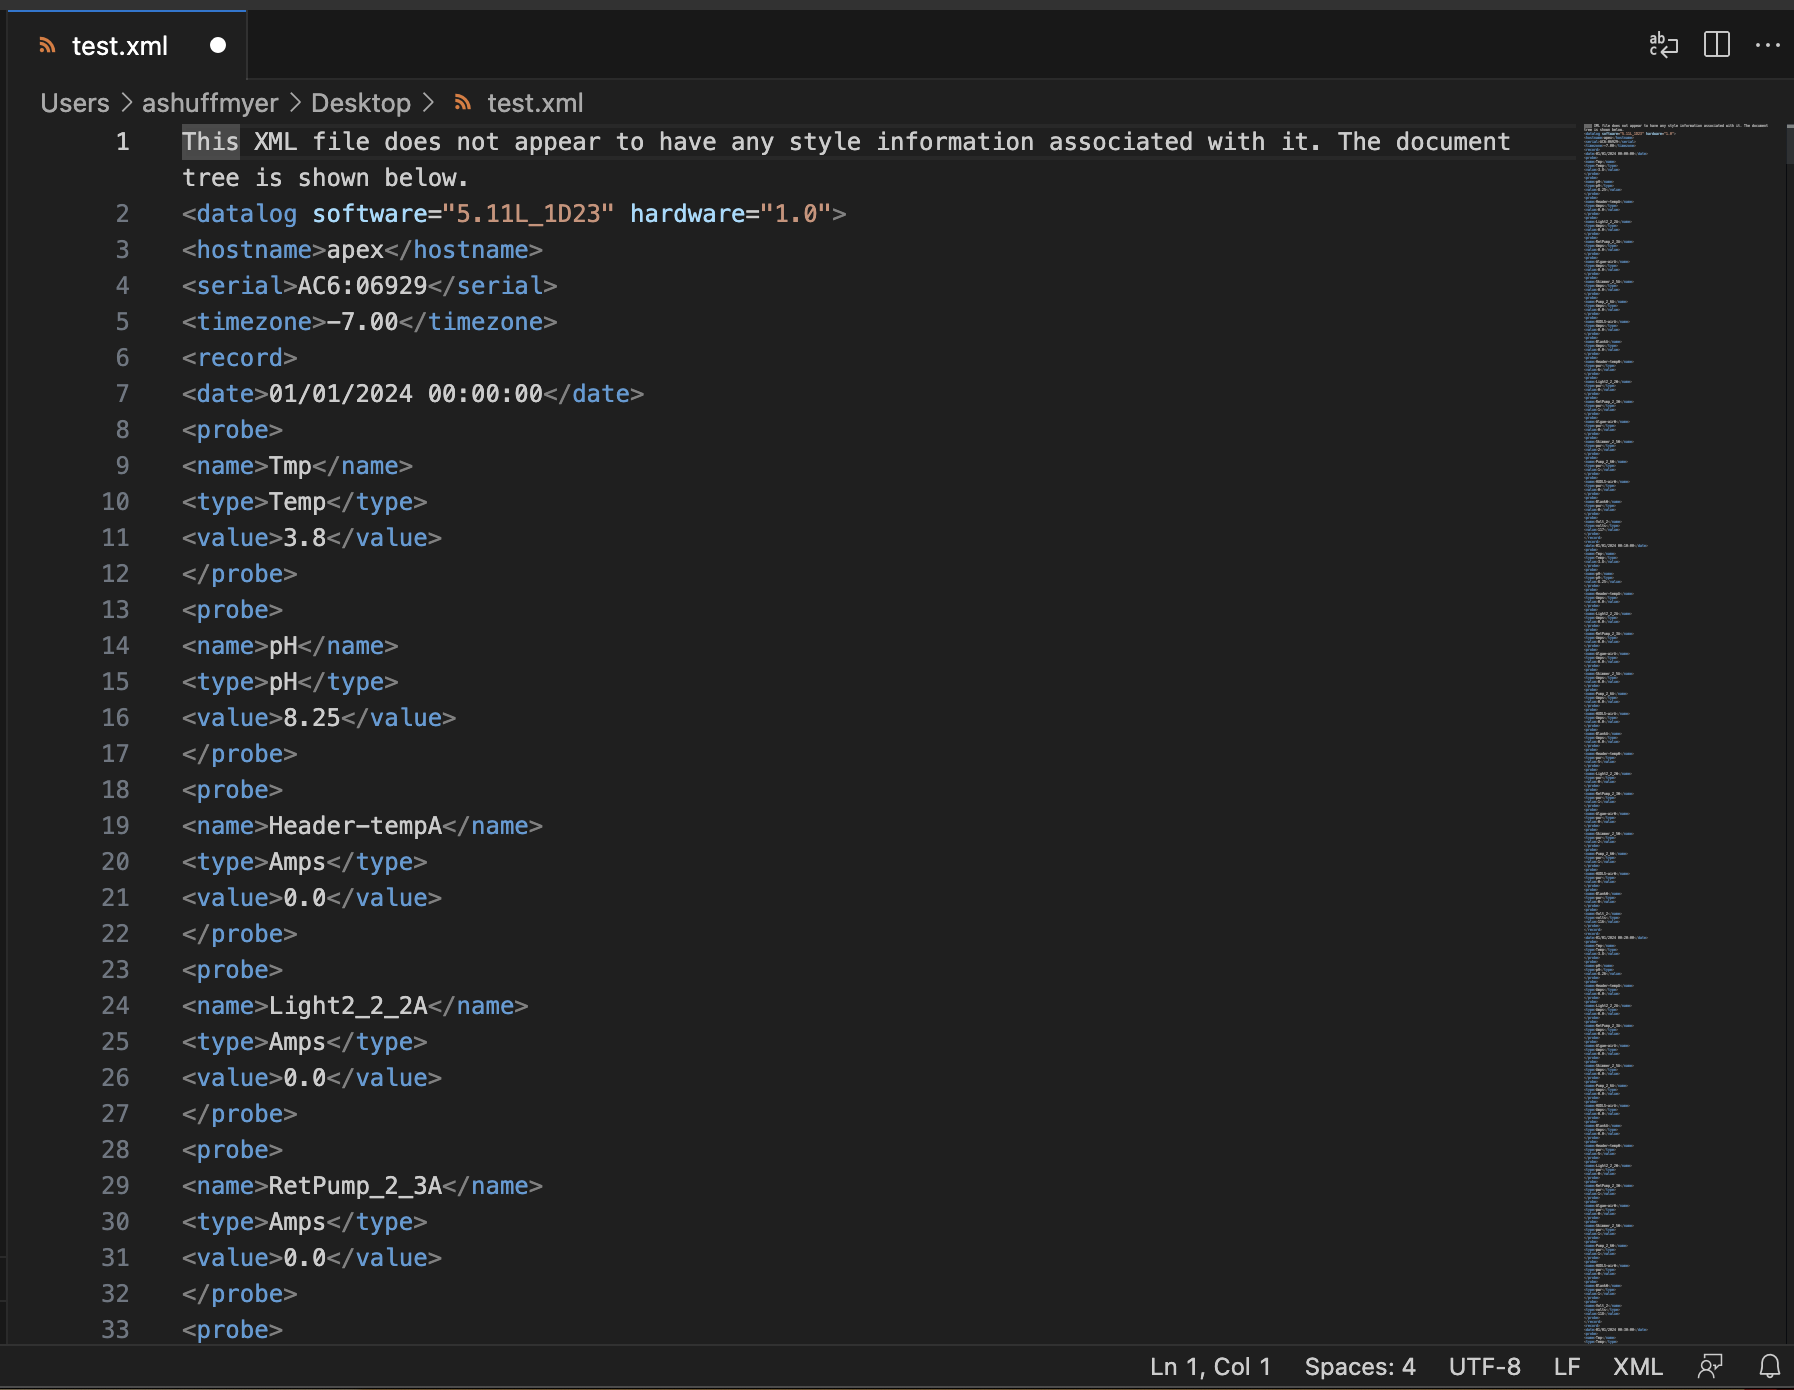 test.xml
Users > ashuffmyer > Desktop > test.xml
1 This XML file does not appear to have any style information associated with it. The document
tree is shown below.
2 <datalog software="5.11L_1D23" hardware="1.0">
3 <hostname>apex</hostname>
4 <serial>AC6:06929</serial>
5 <timezone>-7.00</timezone>
6 <record>
7 <date>01/01/2024 00:00:00</date>
8 <probe>
9 <name>Tmp</name>
10 <type>Temp</type>
11 <value>3.8</value>
12 </probe>
13 <probe>
14 <name>pH</name>
15 <type>pH</type>
16 <value>8.25</value>
17 </probe>
18 <probe>
19 <name>Header-tempA</name>
20 <type>Amps</type>
21 <value>0.0</value>
22 </probe>
23 <probe>
24 <name>Light2_2_2A</name>
25 <type>Amps</type>
26 <value>0.0</value>
27 </probe>
28 <probe>
29 <name>RetPump_2_3A</name>
30 <type>Amps</type>
31 <value>0.0</value>
32 </probe>
33 <probe>
Ln 1, Col 1 Spaces: 4 UTF-8 LF XML